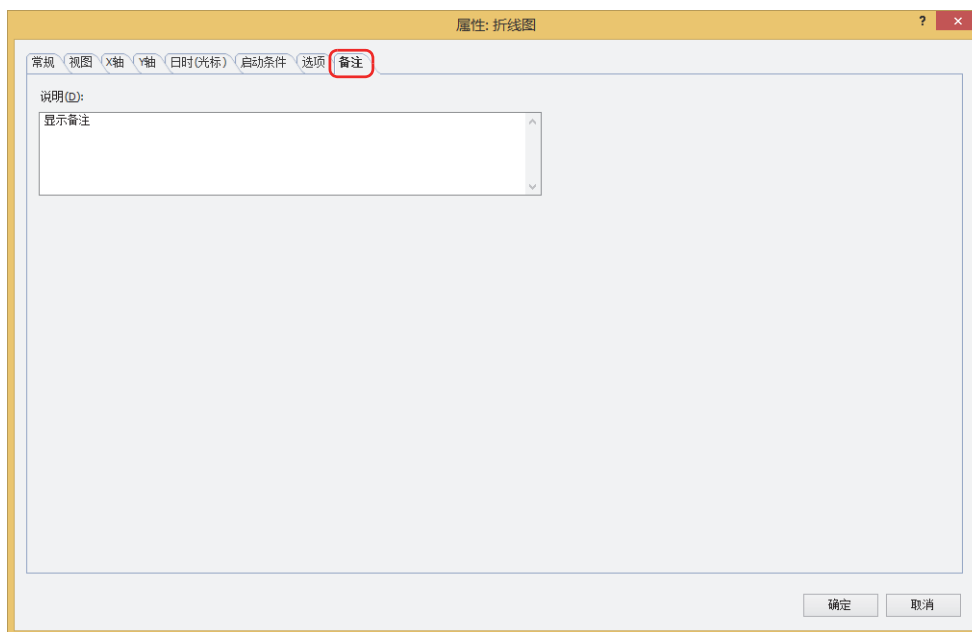 属性: 折线图
? ×
常规 视图 X轴 Y轴 日时(光标) 启动条件 选项 备注
说明(D):
显示备注
确定 取消